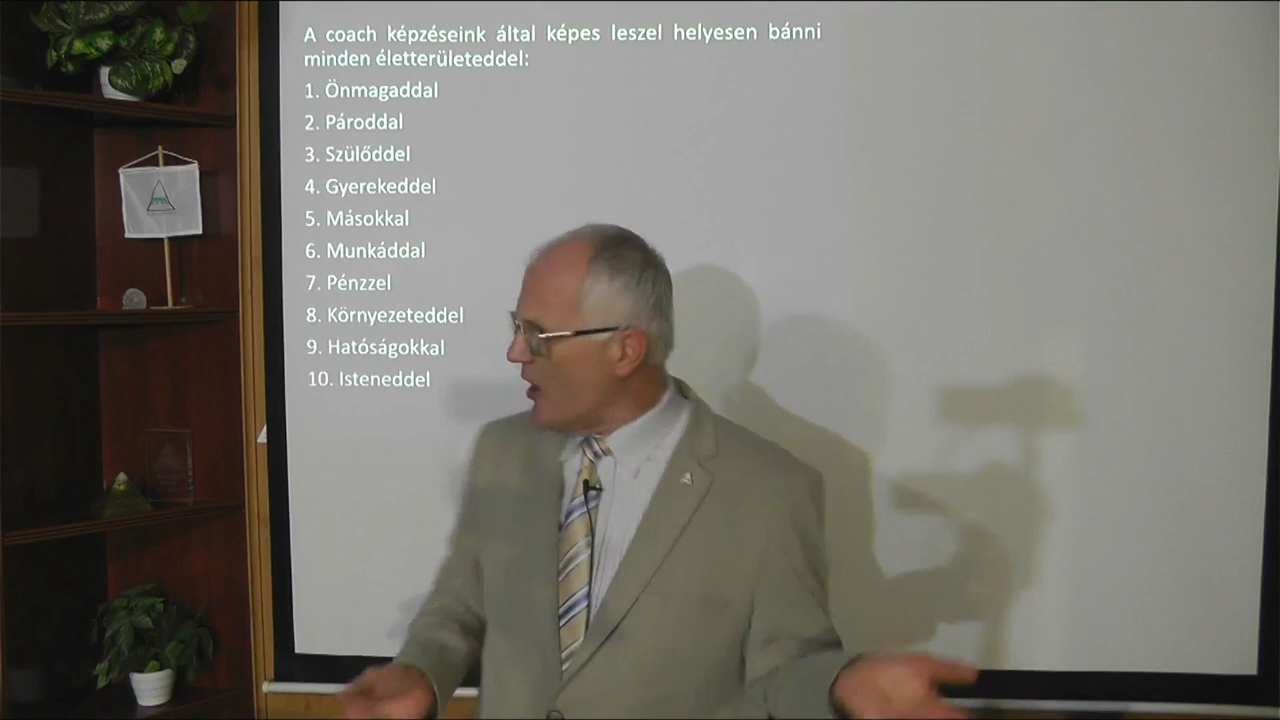 A coach képzéseink által képes leszel helyesen bánni
minden életterületeddel:
1. Önmagaddal
2. Pároddal
3. Szülőddel
4. Gyerekeddel
5. Másokkal
6. Munkáddal
7. Pénzzel
8. Környezeteddel
9. Hatóságokkal
10. Isteneddel